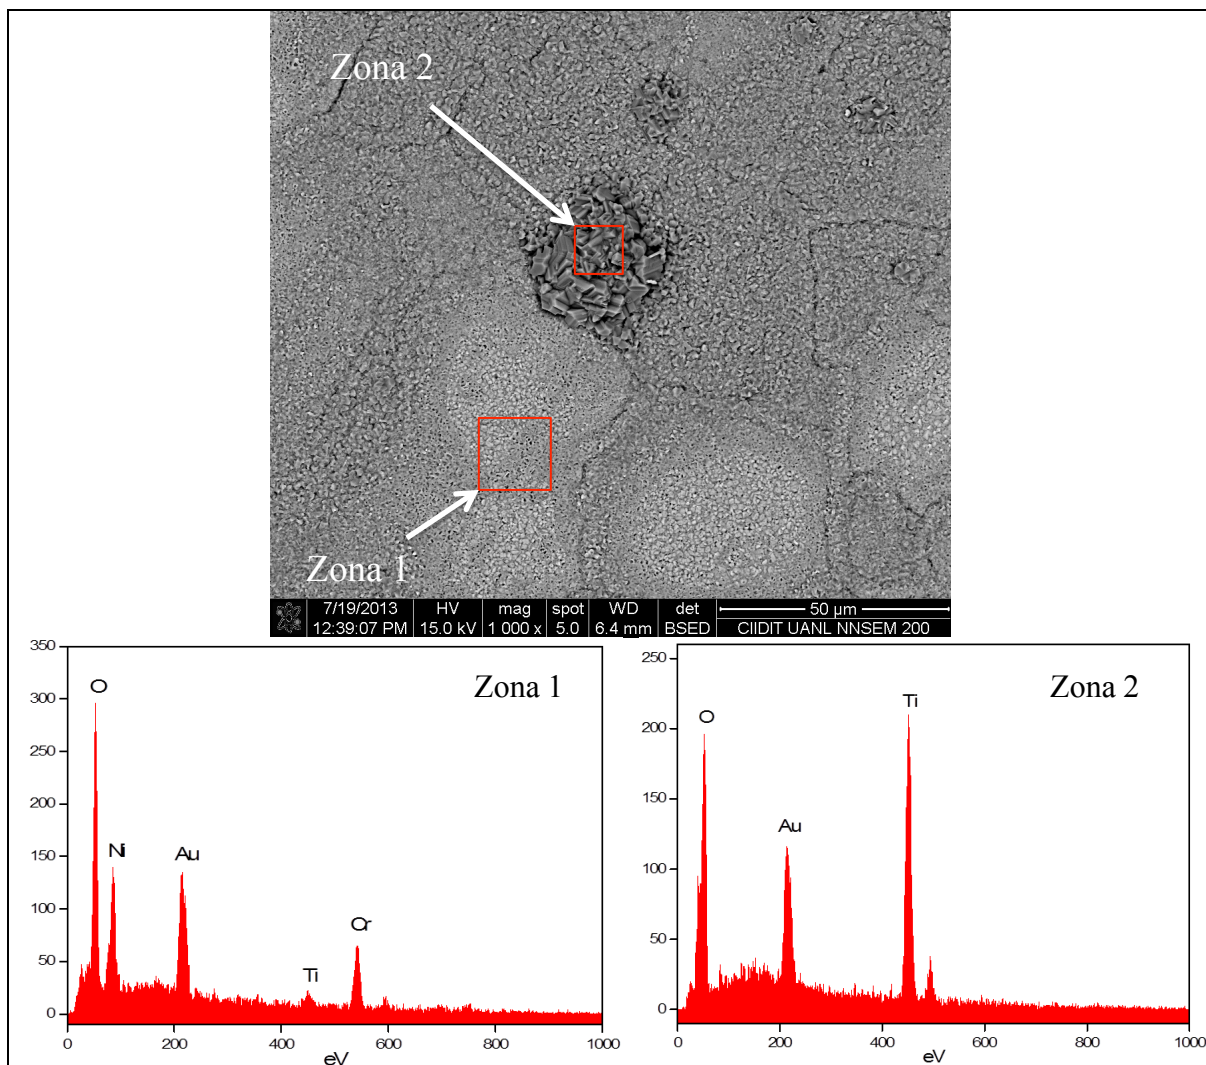 Zona 2
Zona 1
7/19/2013 HV mag spot WD det 50 µm
12:39:07 PM 15.0 kV 1 000 x 5.0 6.4 mm BSED CIIDIT UANL NNSEM 200
Zona 1
350
300
250
200
150
100
50
0
O
Ni
Au
Ti
Cr
0 200 400 600 800 1000
eV
Zona 2
250
200
150
100
50
0
O
Au
Ti
0 200 400 600 800 1000
eV